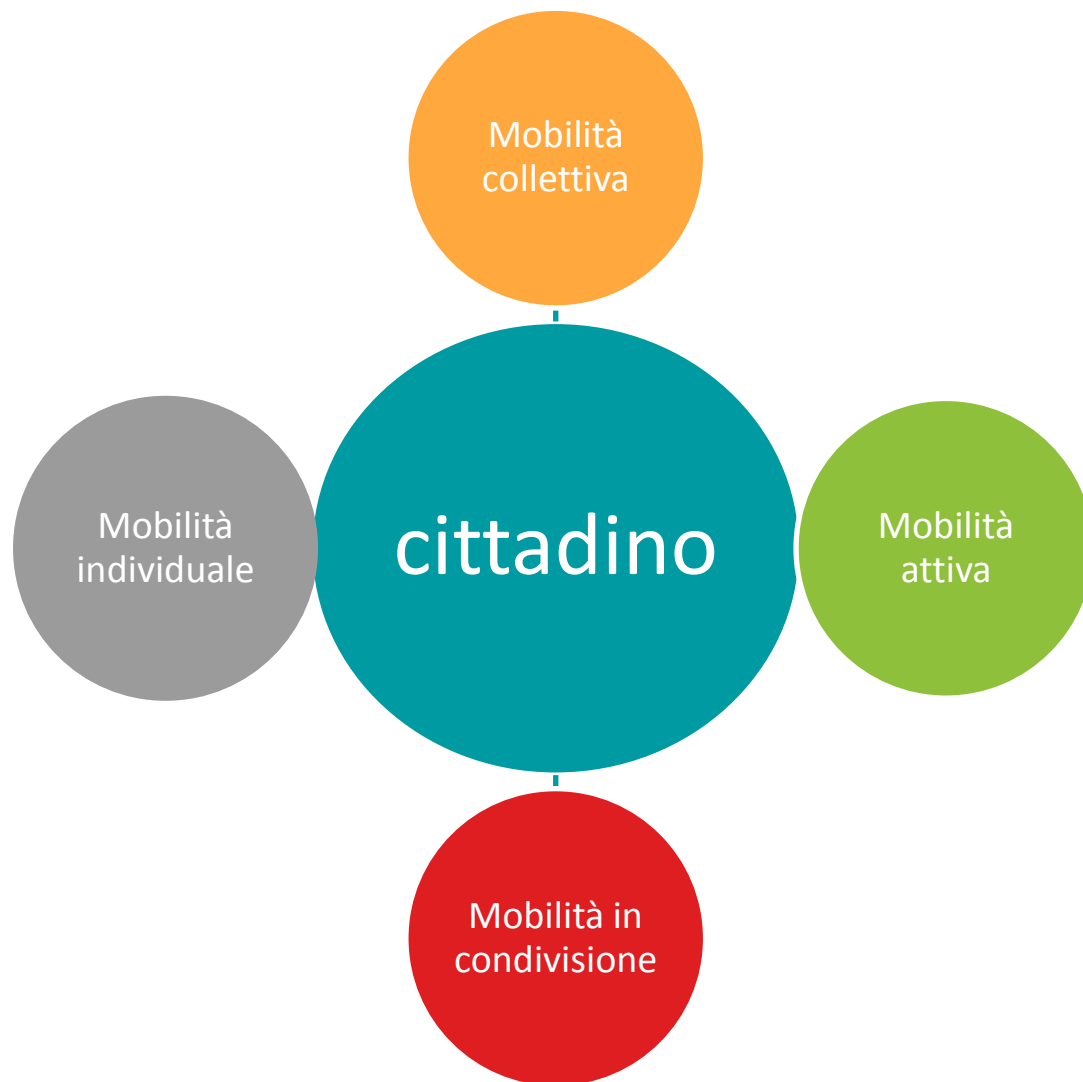 Mobilità
collettiva
Mobilità
individuale
cittadino
Mobilità
attiva
Mobilità in
condivisione